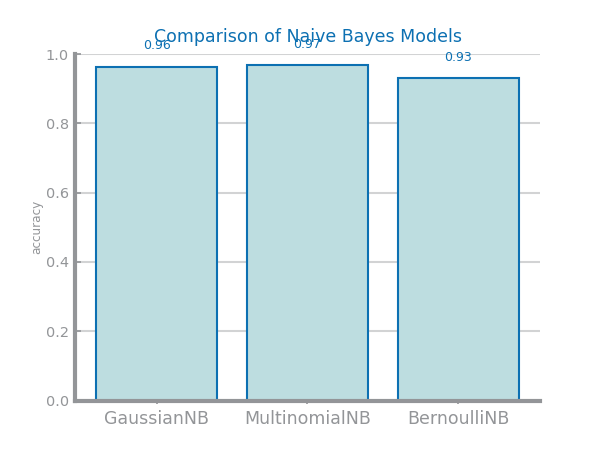 Comparison of Naive Bayes Models
0.96
0.97
0.93
1.0
0.8
0.6
0.4
0.2
0.0
accuracy
GaussianNB
MultinomialNB
BernoulliNB